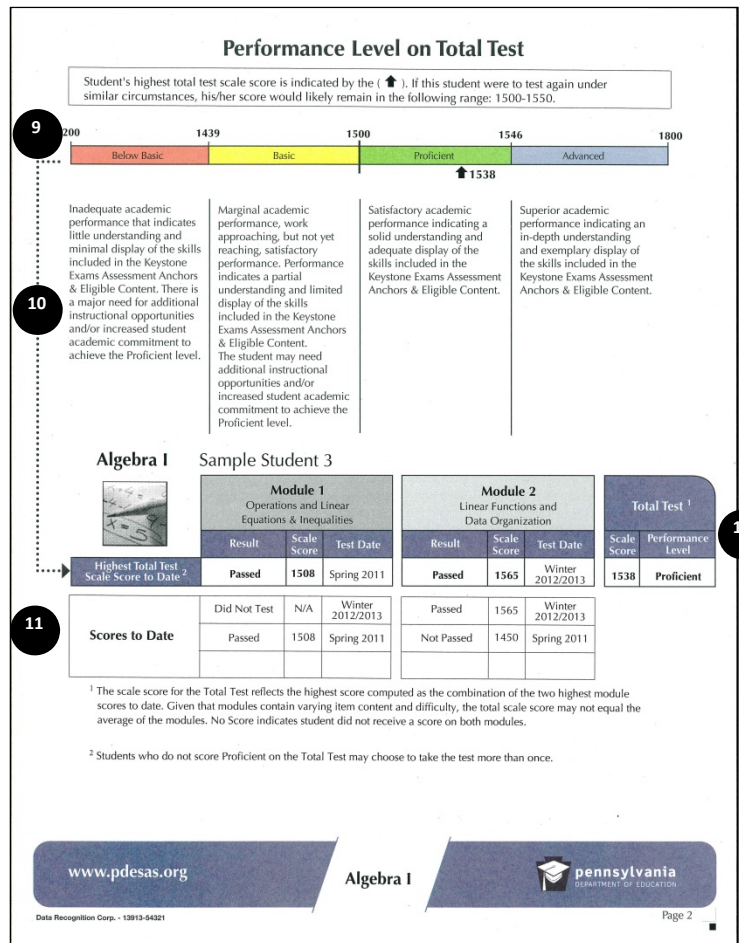 Performance Level on Total Test
Student's highest total test scale score is indicated by the ( ⬆ ). If this student were to test again under
similar circumstances, his/her score would likely remain in the following range: 1500-1550.
9
200 1439 1500 1546 1800
Below Basic Basic Proficient Advanced
⬆1538
10
Inadequate academic
performance that indicates
little understanding and
minimal display of the skills
included in the Keystone
Exams Assessment Anchors
& Eligible Content. There is
a major need for additional
instructional opportunities
and/or increased student
academic commitment to
achieve the Proficient level.
Marginal academic
performance, work
approaching, but not yet
reaching, satisfactory
performance. Performance
indicates a partial
understanding and limited
display of the skills
included in the Keystone
Exams Assessment Anchors
& Eligible Content.
The student may need
additional instructional
opportunities and/or
increased student academic
commitment to achieve the
Proficient level.
Satisfactory academic
performance indicating a
solid understanding and
adequate display of the
skills included in the
Keystone Exams Assessment
Anchors & Eligible Content.
Superior academic
performance indicating an
in-depth understanding
and exemplary display of
the skills included in the
Keystone Exams Assessment
Anchors & Eligible Content.
Algebra I Sample Student 3
Module 1
Operations and Linear
Equations & Inequalities
Result Scale Score Test Date
Module 2
Linear Functions and
Data Organization
Result Scale Score Test Date
Total Test 1
Scale Score Performance Level
1
Highest Total Test
Scale Score to Date 2
Passed 1508 Spring 2011 Passed 1565 Winter 2012/2013 1538 Proficient
11
Scores to Date
Did Not Test N/A Winter 2012/2013 Passed 1565 Winter 2012/2013
Passed 1508 Spring 2011 Not Passed 1450 Spring 2011
1 The scale score for the Total Test reflects the highest score computed as the combination of the two highest module
scores to date. Given that modules contain varying item content and difficulty, the total scale score may not equal the
average of the modules. No Score indicates student did not receive a score on both modules.
2 Students who do not score Proficient on the Total Test may choose to take the test more than once.
www.pdesas.org
Algebra I
pennsylvania
DEPARTMENT OF EDUCATION
Data Recognition Corp. - 13913-54321
Page 2